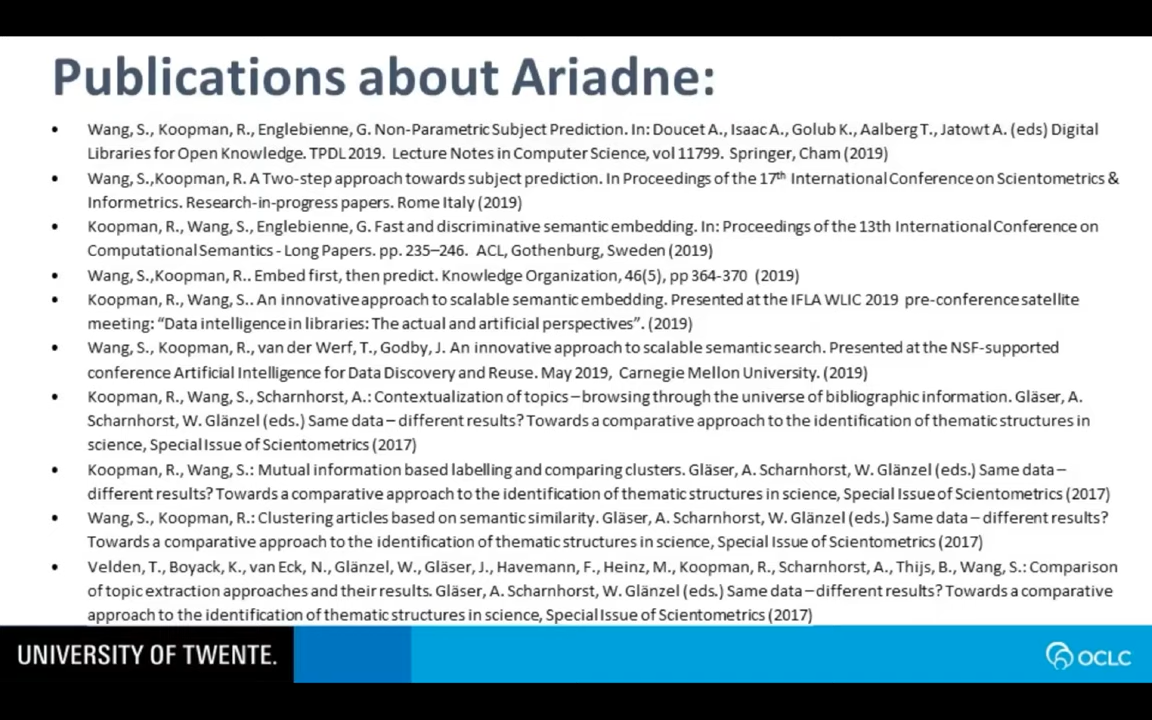 Publications about Ariadne:
• Wang, S., Koopman, R., Englebienne, G. Non-Parametric Subject Prediction. In: Doucet A., Isaac A., Golub K., Aalberg T., Jatowt A. (eds) Digital
Libraries for Open Knowledge. TPDL 2019. Lecture Notes in Computer Science, vol 11799. Springer, Cham (2019)
• Wang, S.,Koopman, R. A Two-step approach towards subject prediction. In Proceedings of the 17th International Conference on Scientometrics &
Informetrics. Research-in-progress papers. Rome Italy (2019)
• Koopman, R., Wang, S., Englebienne, G. Fast and discriminative semantic embedding. In: Proceedings of the 13th International Conference on
Computational Semantics - Long Papers. pp. 235–246. ACL, Gothenburg, Sweden (2019)
• Wang, S.,Koopman, R.. Embed first, then predict. Knowledge Organization, 46(5), pp 364-370 (2019)
• Koopman, R., Wang, S.. An innovative approach to scalable semantic embedding. Presented at the IFLA WLIC 2019 pre-conference satellite
meeting: “Data intelligence in libraries: The actual and artificial perspectives”. (2019)
• Wang, S., Koopman, R., van der Werf, T., Godby, J. An innovative approach to scalable semantic search. Presented at the NSF-supported
conference Artificial Intelligence for Data Discovery and Reuse. May 2019, Carnegie Mellon University. (2019)
• Koopman, R., Wang, S., Scharnhorst, A.: Contextualization of topics – browsing through the universe of bibliographic information. Gläser, A.
Scharnhorst, W. Glänzel (eds.) Same data – different results? Towards a comparative approach to the identification of thematic structures in
science, Special Issue of Scientometrics (2017)
• Koopman, R., Wang, S.: Mutual information based labelling and comparing clusters. Gläser, A. Scharnhorst, W. Glänzel (eds.) Same data –
different results? Towards a comparative approach to the identification of thematic structures in science, Special Issue of Scientometrics (2017)
• Wang, S., Koopman, R.: Clustering articles based on semantic similarity. Gläser, A. Scharnhorst, W. Glänzel (eds.) Same data – different results?
Towards a comparative approach to the identification of thematic structures in science, Special Issue of Scientometrics (2017)
• Velden, T., Boyack, K., van Eck, N., Glänzel, W., Gläser, J., Havemann, F., Heinz, M., Koopman, R., Scharnhorst, A., Thijs, B., Wang, S.: Comparison
of topic extraction approaches and their results. Gläser, A. Scharnhorst, W. Glänzel (eds.) Same data – different results? Towards a comparative
approach to the identification of thematic structures in science, Special Issue of Scientometrics (2017)
UNIVERSITY OF TWENTE.
OCLC